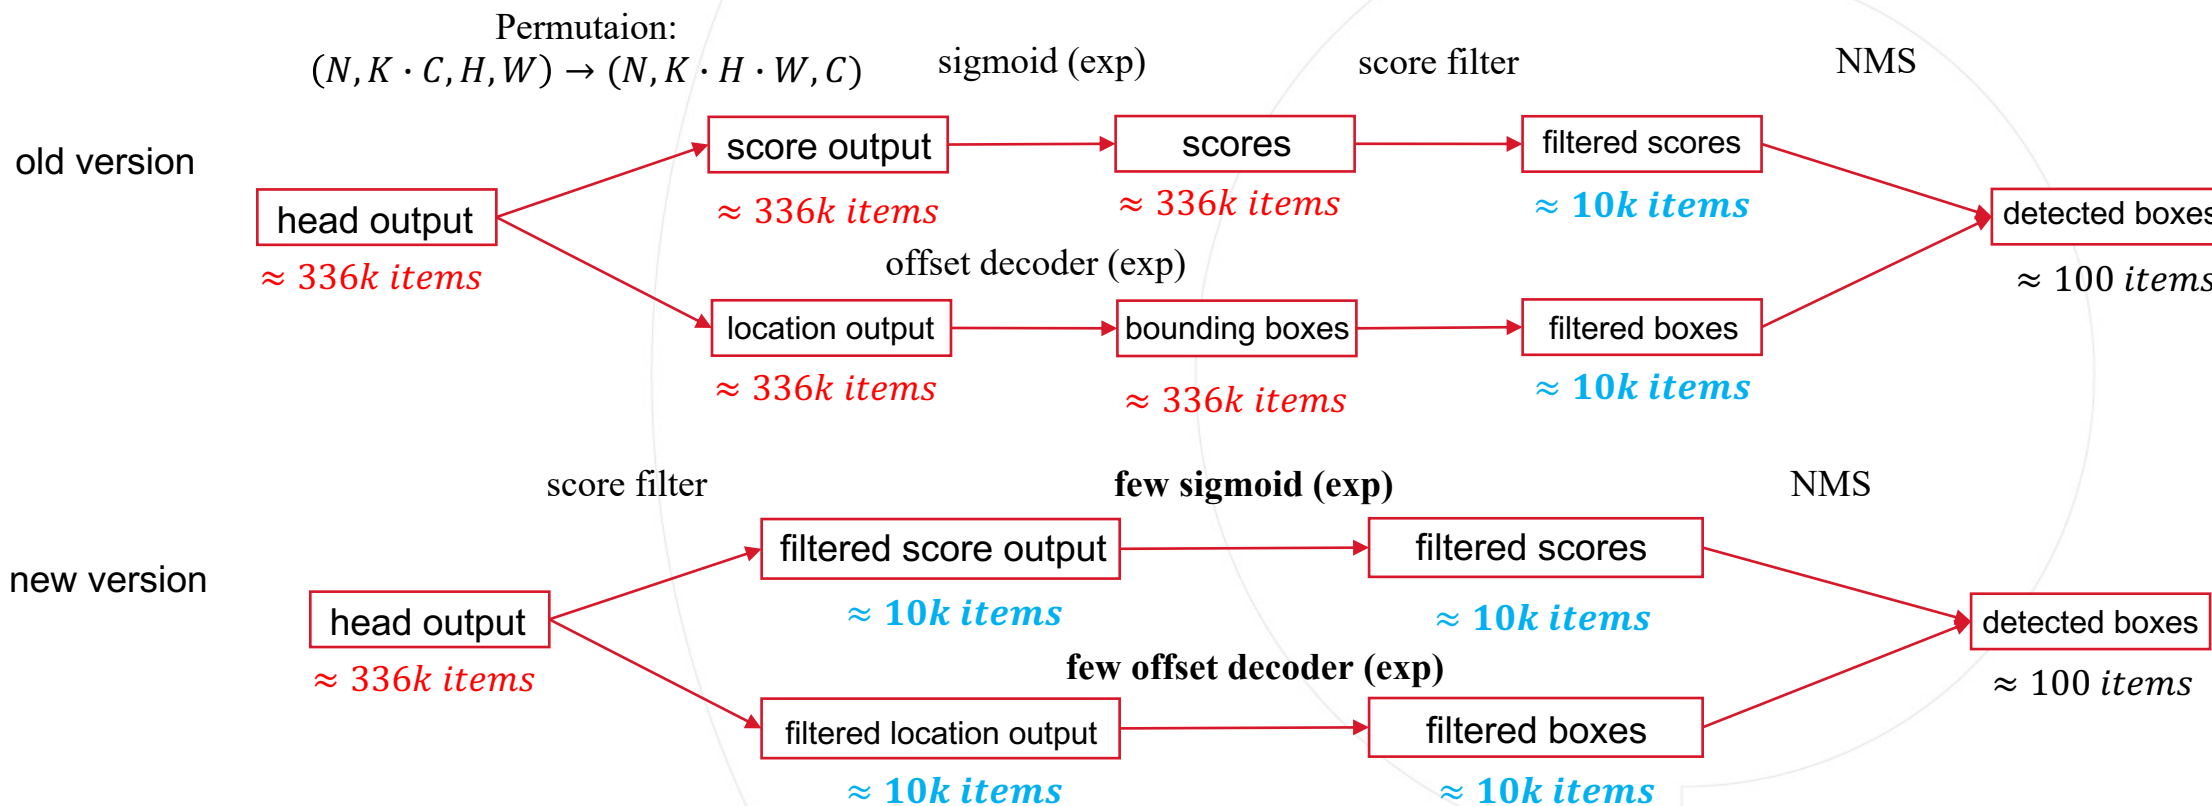 Permutaion:
(N, K · C, H, W) → (N, K · H · W, C)
sigmoid (exp)
score filter
NMS
old version
head output
≈ 336k items
score output
≈ 336k items
scores
≈ 336k items
filtered scores
≈ 10k items
offset decoder (exp)
location output
≈ 336k items
bounding boxes
≈ 336k items
filtered boxes
≈ 10k items
detected boxes
≈ 100 items
score filter
few sigmoid (exp)
NMS
new version
head output
≈ 336k items
filtered score output
≈ 10k items
filtered scores
≈ 10k items
few offset decoder (exp)
filtered location output
≈ 10k items
filtered boxes
≈ 10k items
detected boxes
≈ 100 items